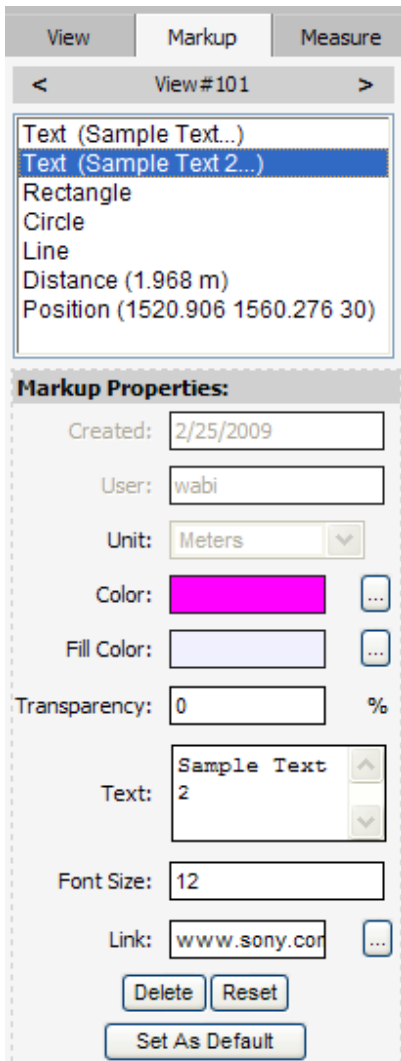 View Markup Measure
< View#101 >
Text (Sample Text...)
Text (Sample Text 2...)
Rectangle
Circle
Line
Distance (1.968 m)
Position (1520.906 1560.276 30)
Markup Properties:
Created: 2/25/2009
User: wabi
Unit: Meters
Color: ...
Fill Color: ...
Transparency: 0 %
Sample Text
Text: 2
Font Size: 12
Link: www.sony.com ...
Delete Reset
Set As Default